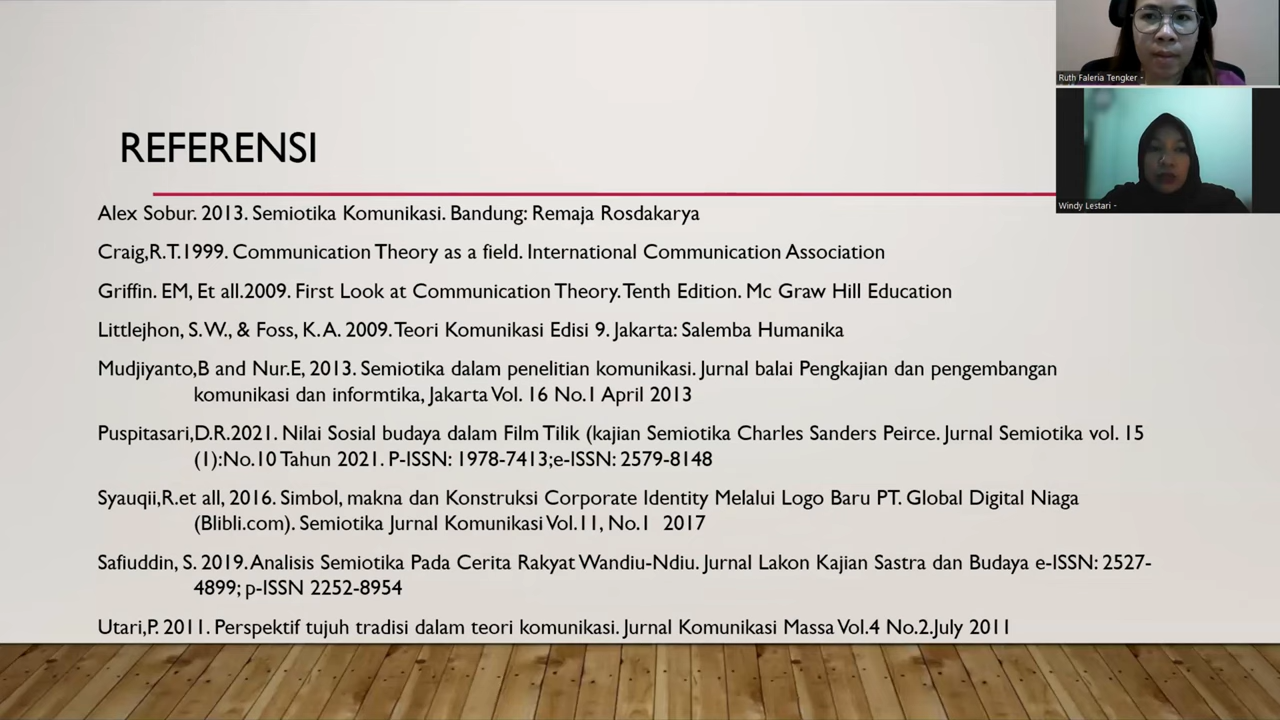 REFERENSI
Alex Sobur. 2013. Semiotika Komunikasi. Bandung: Remaja Rosdakarya
Craig,R.T.1999. Communication Theory as a field. International Communication Association
Griffin. EM, Et all.2009. First Look at Communication Theory. Tenth Edition. Mc Graw Hill Education
Littlejhon, S.W., & Foss, K.A. 2009. Teori Komunikasi Edisi 9. Jakarta: Salemba Humanika
Mudjiyanto,B and Nur.E, 2013. Semiotika dalam penelitian komunikasi. Jurnal balai Pengkajian dan pengembangan
komunikasi dan informtika, Jakarta Vol. 16 No.1 April 2013
Puspitasari,D.R.2021. Nilai Sosial budaya dalam Film Tilik (kajian Semiotika Charles Sanders Peirce. Jurnal Semiotika vol. 15
(1):No.10 Tahun 2021. P-ISSN: 1978-7413;e-ISSN: 2579-8148
Syauqii,R.et all, 2016. Simbol, makna dan Konstruksi Corporate Identity Melalui Logo Baru PT. Global Digital Niaga
(Blibli.com). Semiotika Jurnal Komunikasi Vol.11, No.1 2017
Safiuddin, S. 2019. Analisis Semiotika Pada Cerita Rakyat Wandiu-Ndiu. Jurnal Lakon Kajian Sastra dan Budaya e-ISSN: 2527-
4899; p-ISSN 2252-8954
Utari,P. 2011. Perspektif tujuh tradisi dalam teori komunikasi. Jurnal Komunikasi Massa Vol.4 No.2.July 2011
Ruth Faleria Tengker -
Windy Lestari -